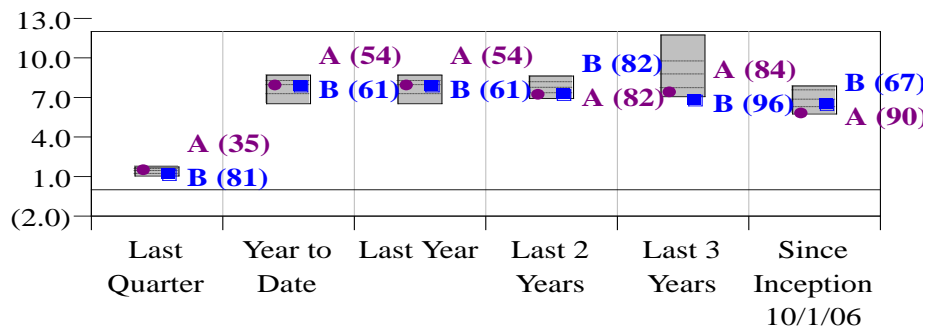 13.0
10.0
7.0
4.0
1.0
(2.0)
A (35)
B (81)
A (54)
B (61)
A (54)
B (61)
B (82)
A (82)
A (84)
B (96)
B (67)
A (90)
Last
Quarter
Year to
Date
Last Year
Last 2
Years
Last 3
Years
Since
Inception
10/1/06